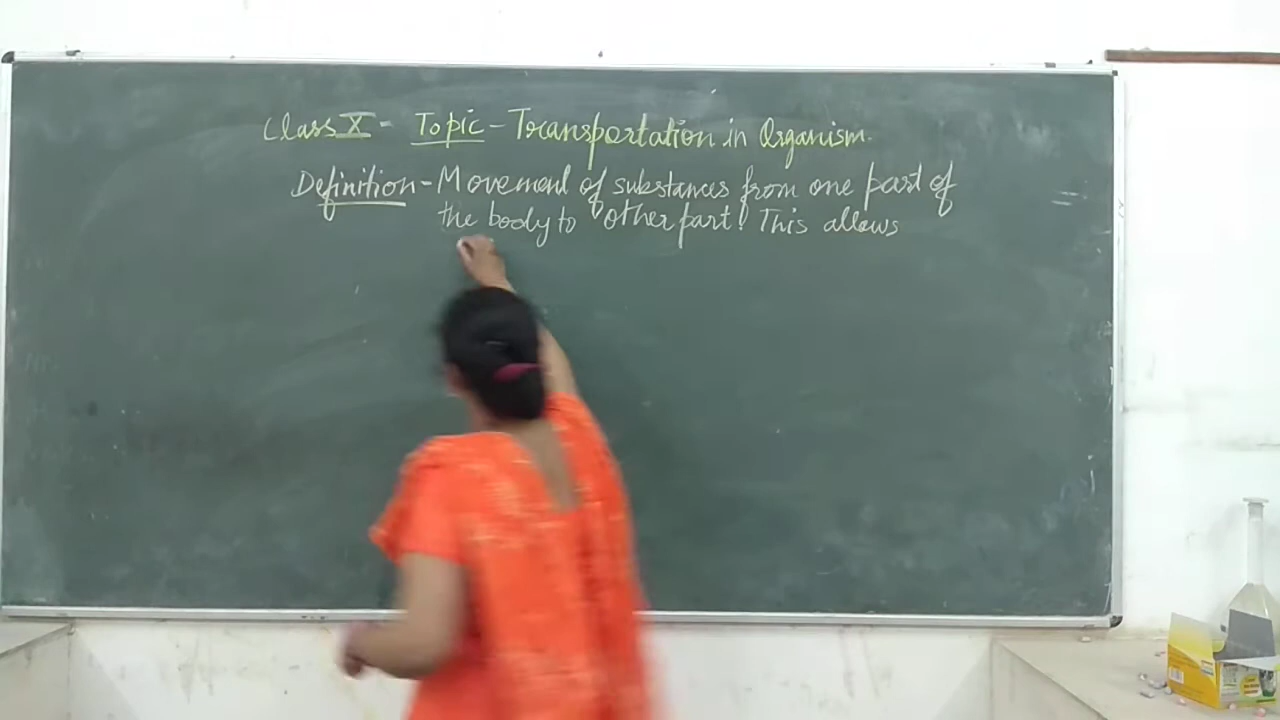 Class X - Topic - Transportation in Organism.
Definition - Movement of substances from one part of
the body to other part. This allows